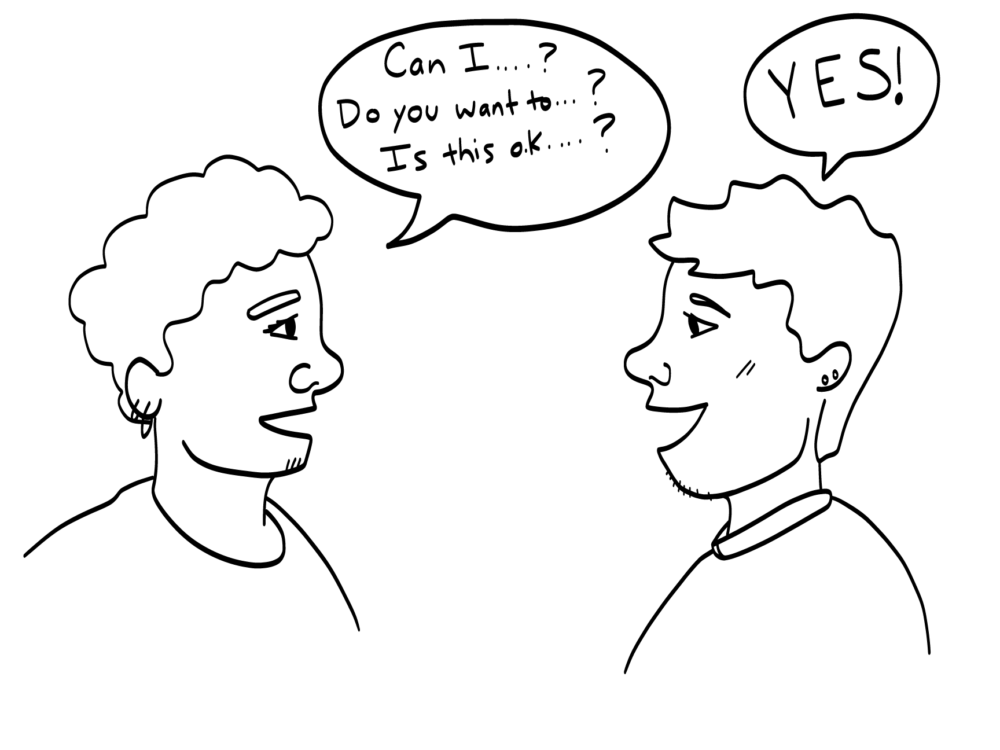 Can I....?
Do you want to...?
Is this o.k.....?
YES!